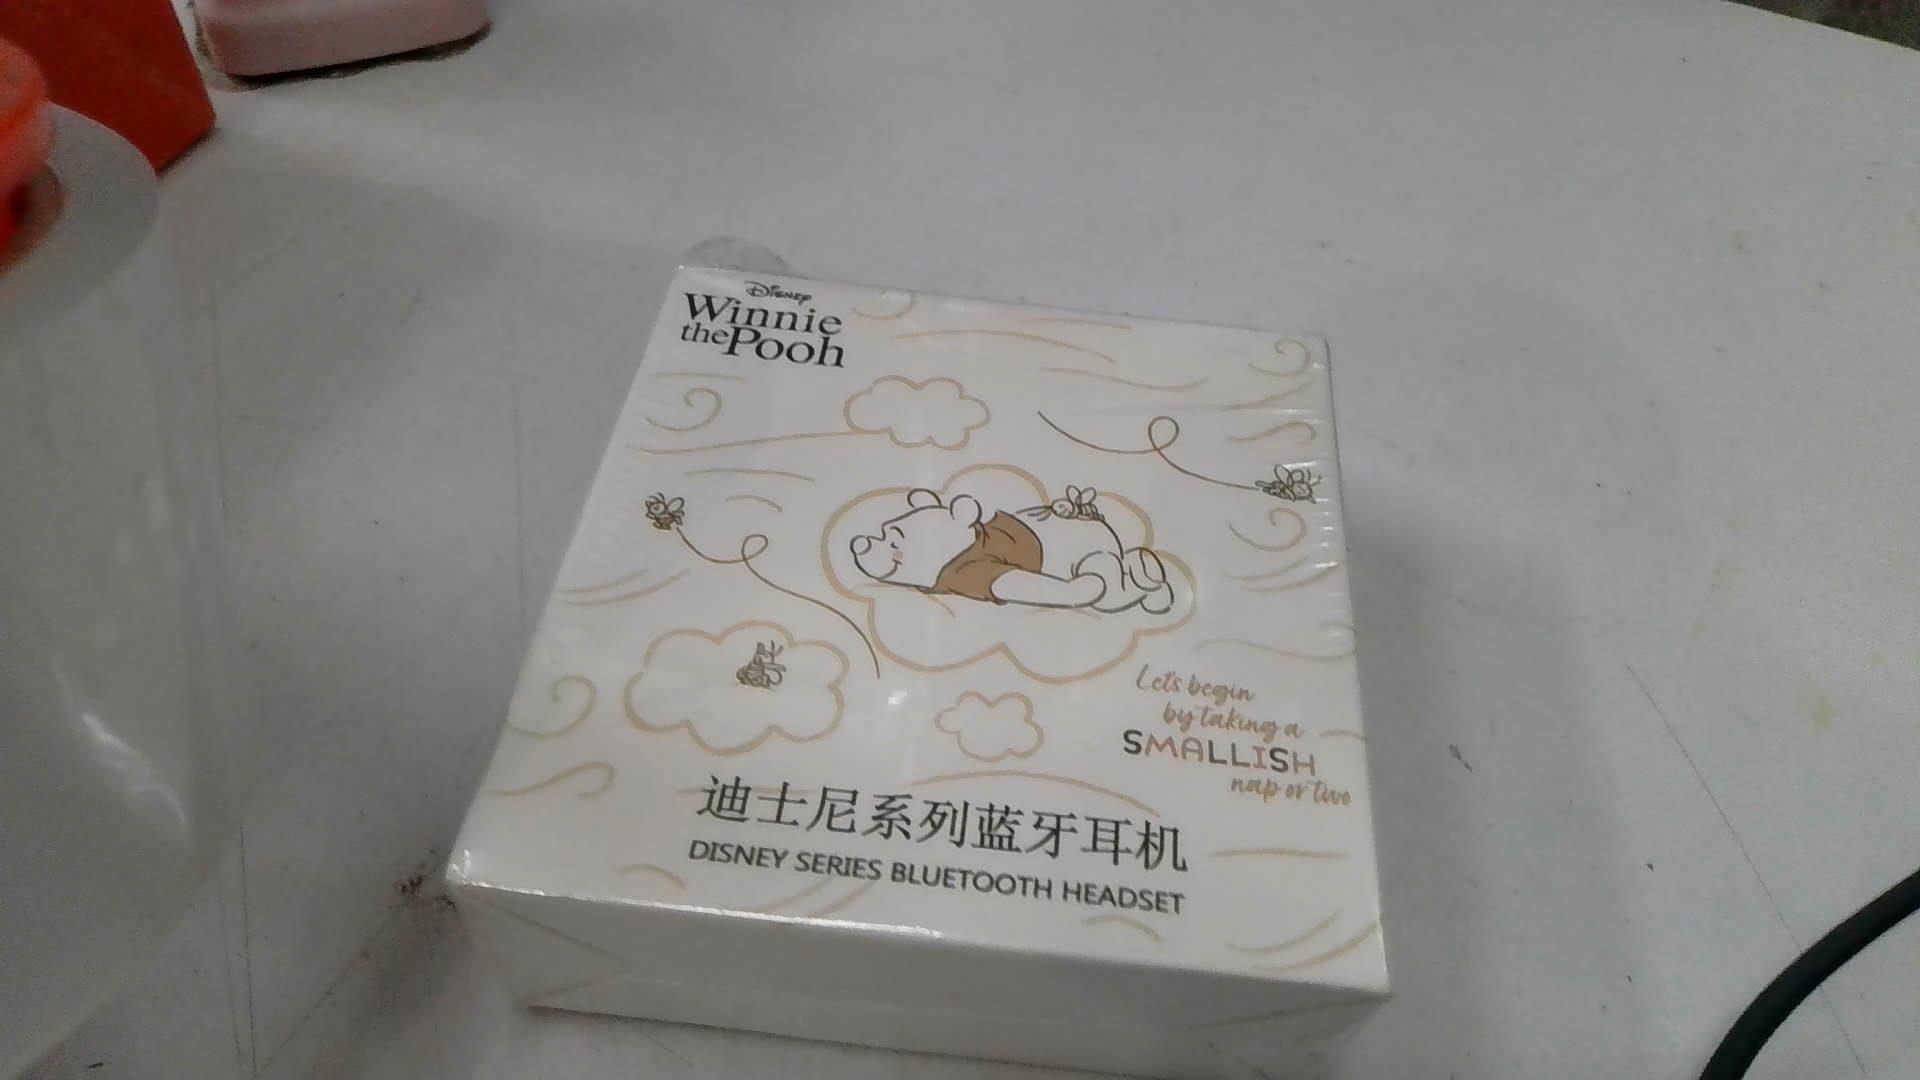 Disney
Winnie
the Pooh
Let's begin
by taking a
SMALLISH
nap or two
迪士尼系列蓝牙耳机
DISNEY SERIES BLUETOOTH HEADSET